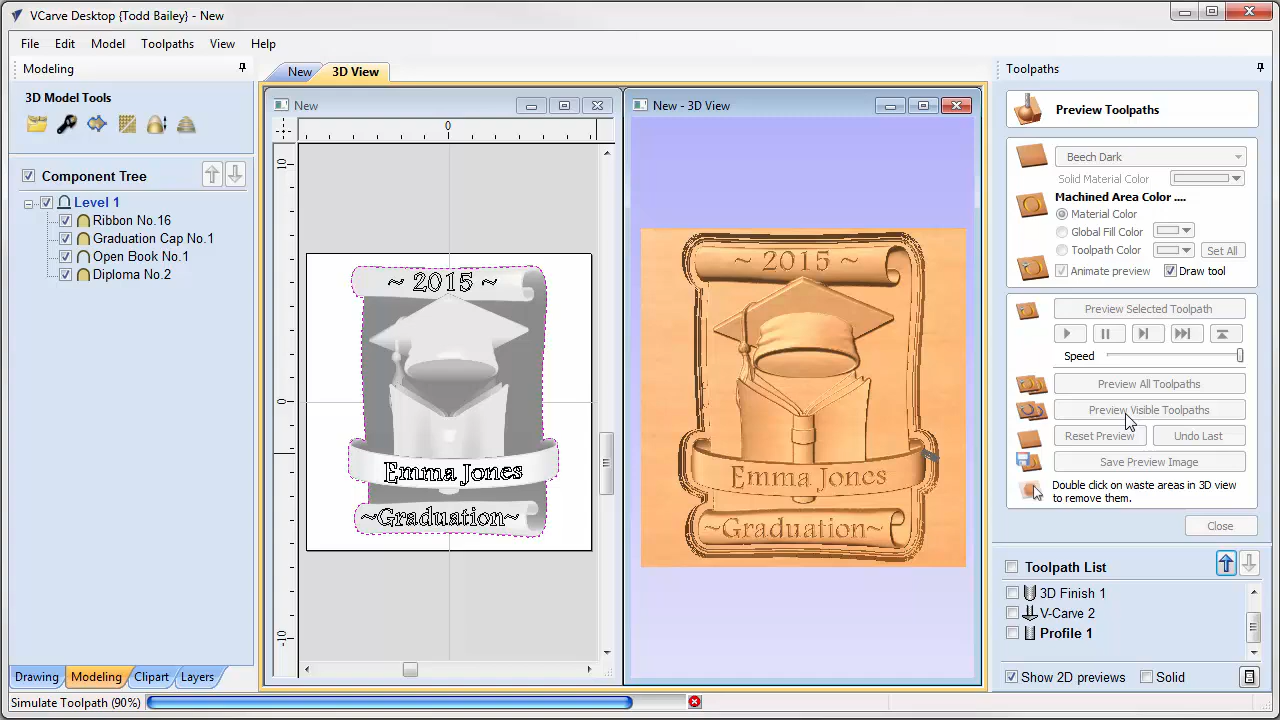 VCarve Desktop {Todd Bailey} - New
File Edit Model Toolpaths View Help
Modeling
3D Model Tools
Component Tree
Level 1
Ribbon No.16
Graduation Cap No.1
Open Book No.1
Diploma No.2
Drawing Modeling Clipart Layers
New 3D View
New
0
10
0
-10
~ 2015 ~
Emma Jones
~Graduation~
New - 3D View
~ 2015 ~
Emma Jones
~Graduation~
Toolpaths
Preview Toolpaths
Beech Dark
Solid Material Color
Machined Area Color ....
Material Color
Global Fill Color
Toolpath Color Set All
Animate preview Draw tool
Preview Selected Toolpath
Speed
Preview All Toolpaths
Preview Visible Toolpaths
Reset Preview Undo Last
Save Preview Image
Double click on waste areas in 3D view
to remove them.
Close
Toolpath List
3D Finish 1
V-Carve 2
Profile 1
Show 2D previews Solid
Simulate Toolpath (90%)